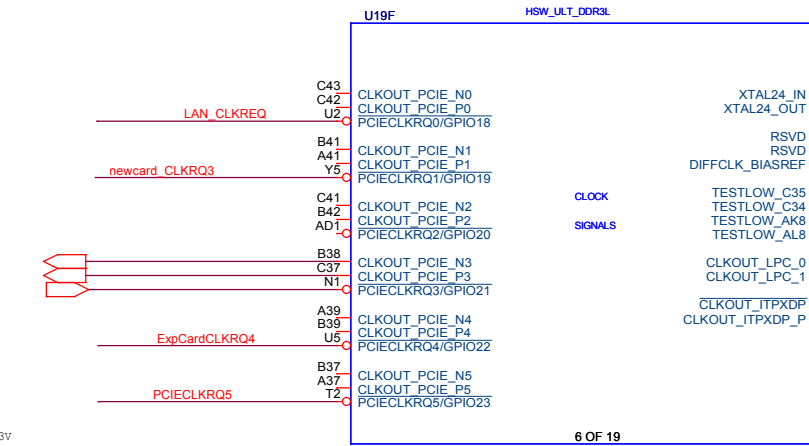 U19F HSW_ULT_DDR3L
C43 CLKOUT_PCIE_N0 XTAL24_IN
C42 CLKOUT_PCIE_P0 XTAL24_OUT
LAN_CLKREQ U2 PCIECLKRQ0/GPIO18
RSVD
B41 CLKOUT_PCIE_N1 RSVD
A41 CLKOUT_PCIE_P1 DIFFCLK_BIASREF
newcard_CLKRQ3 Y5 PCIECLKRQ1/GPIO19
CLOCK TESTLOW_C35
C41 CLKOUT_PCIE_N2 TESTLOW_C34
B42 CLKOUT_PCIE_P2 SIGNALS TESTLOW_AK8
AD1 PCIECLKRQ2/GPIO20 TESTLOW_AL8
B38 CLKOUT_PCIE_N3 CLKOUT_LPC_0
C37 CLKOUT_PCIE_P3 CLKOUT_LPC_1
N1 PCIECLKRQ3/GPIO21
CLKOUT_ITPXDP
A39 CLKOUT_PCIE_N4 CLKOUT_ITPXDP_P
B39 CLKOUT_PCIE_P4
ExpCardCLKRQ4 U5 PCIECLKRQ4/GPIO22
B37 CLKOUT_PCIE_N5
A37 CLKOUT_PCIE_P5
PCIECLKRQ5 T2 PCIECLKRQ5/GPIO23
3V 6 OF 19